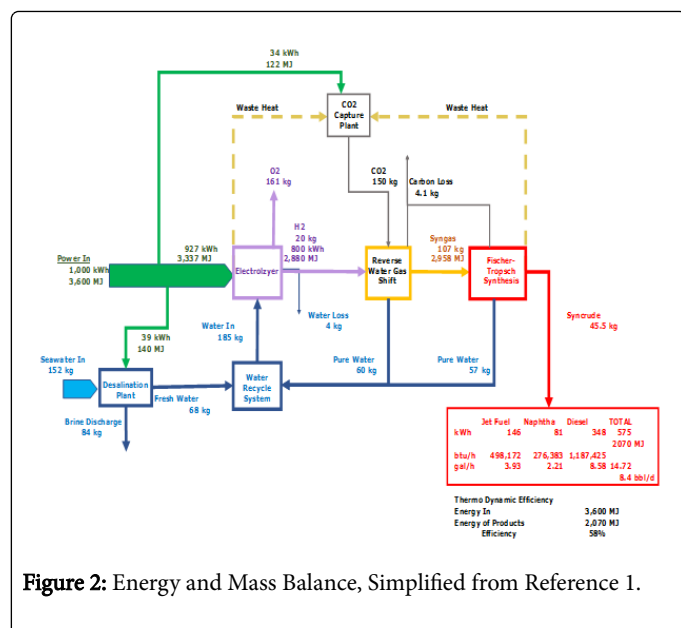 34 kWh
122 MJ
Waste Heat
CO2
Capture
Plant
Waste Heat
O2
161 kg
CO2
150 kg
Carbon Loss
4.1 kg
H2
20 kg
800 kWh
2,880 MJ
Power In
1,000 kWh
3,600 MJ
927 kWh
3,337 MJ
Electrolzyer
Reverse
Water Gas
Shift
Syngas
107 kg
2,958 MJ
Fischer-
Tropsch
Synthesis
39 kWh
140 MJ
Water In
185 kg
Water Loss
4 kg
Syncrude
45.5 kg
Seawater In
152 kg
Desalination
Plant
Fresh Water
68 kg
Water
Recycle
System
Pure Water
60 kg
Pure Water
57 kg
Brine Discharge
84 kg
Jet Fuel Naphtha Diesel TOTAL
kWh 146 81 348 575
2070 MJ
btu/h 498,172 276,383 1,187,425
gal/h 3.93 2.21 8.58 14.72
8.4 bbl/d
Thermo Dynamic Efficiency
Energy In 3,600 MJ
Energy of Products 2,070 MJ
Efficiency 58%
Figure 2: Energy and Mass Balance, Simplified from Reference 1.